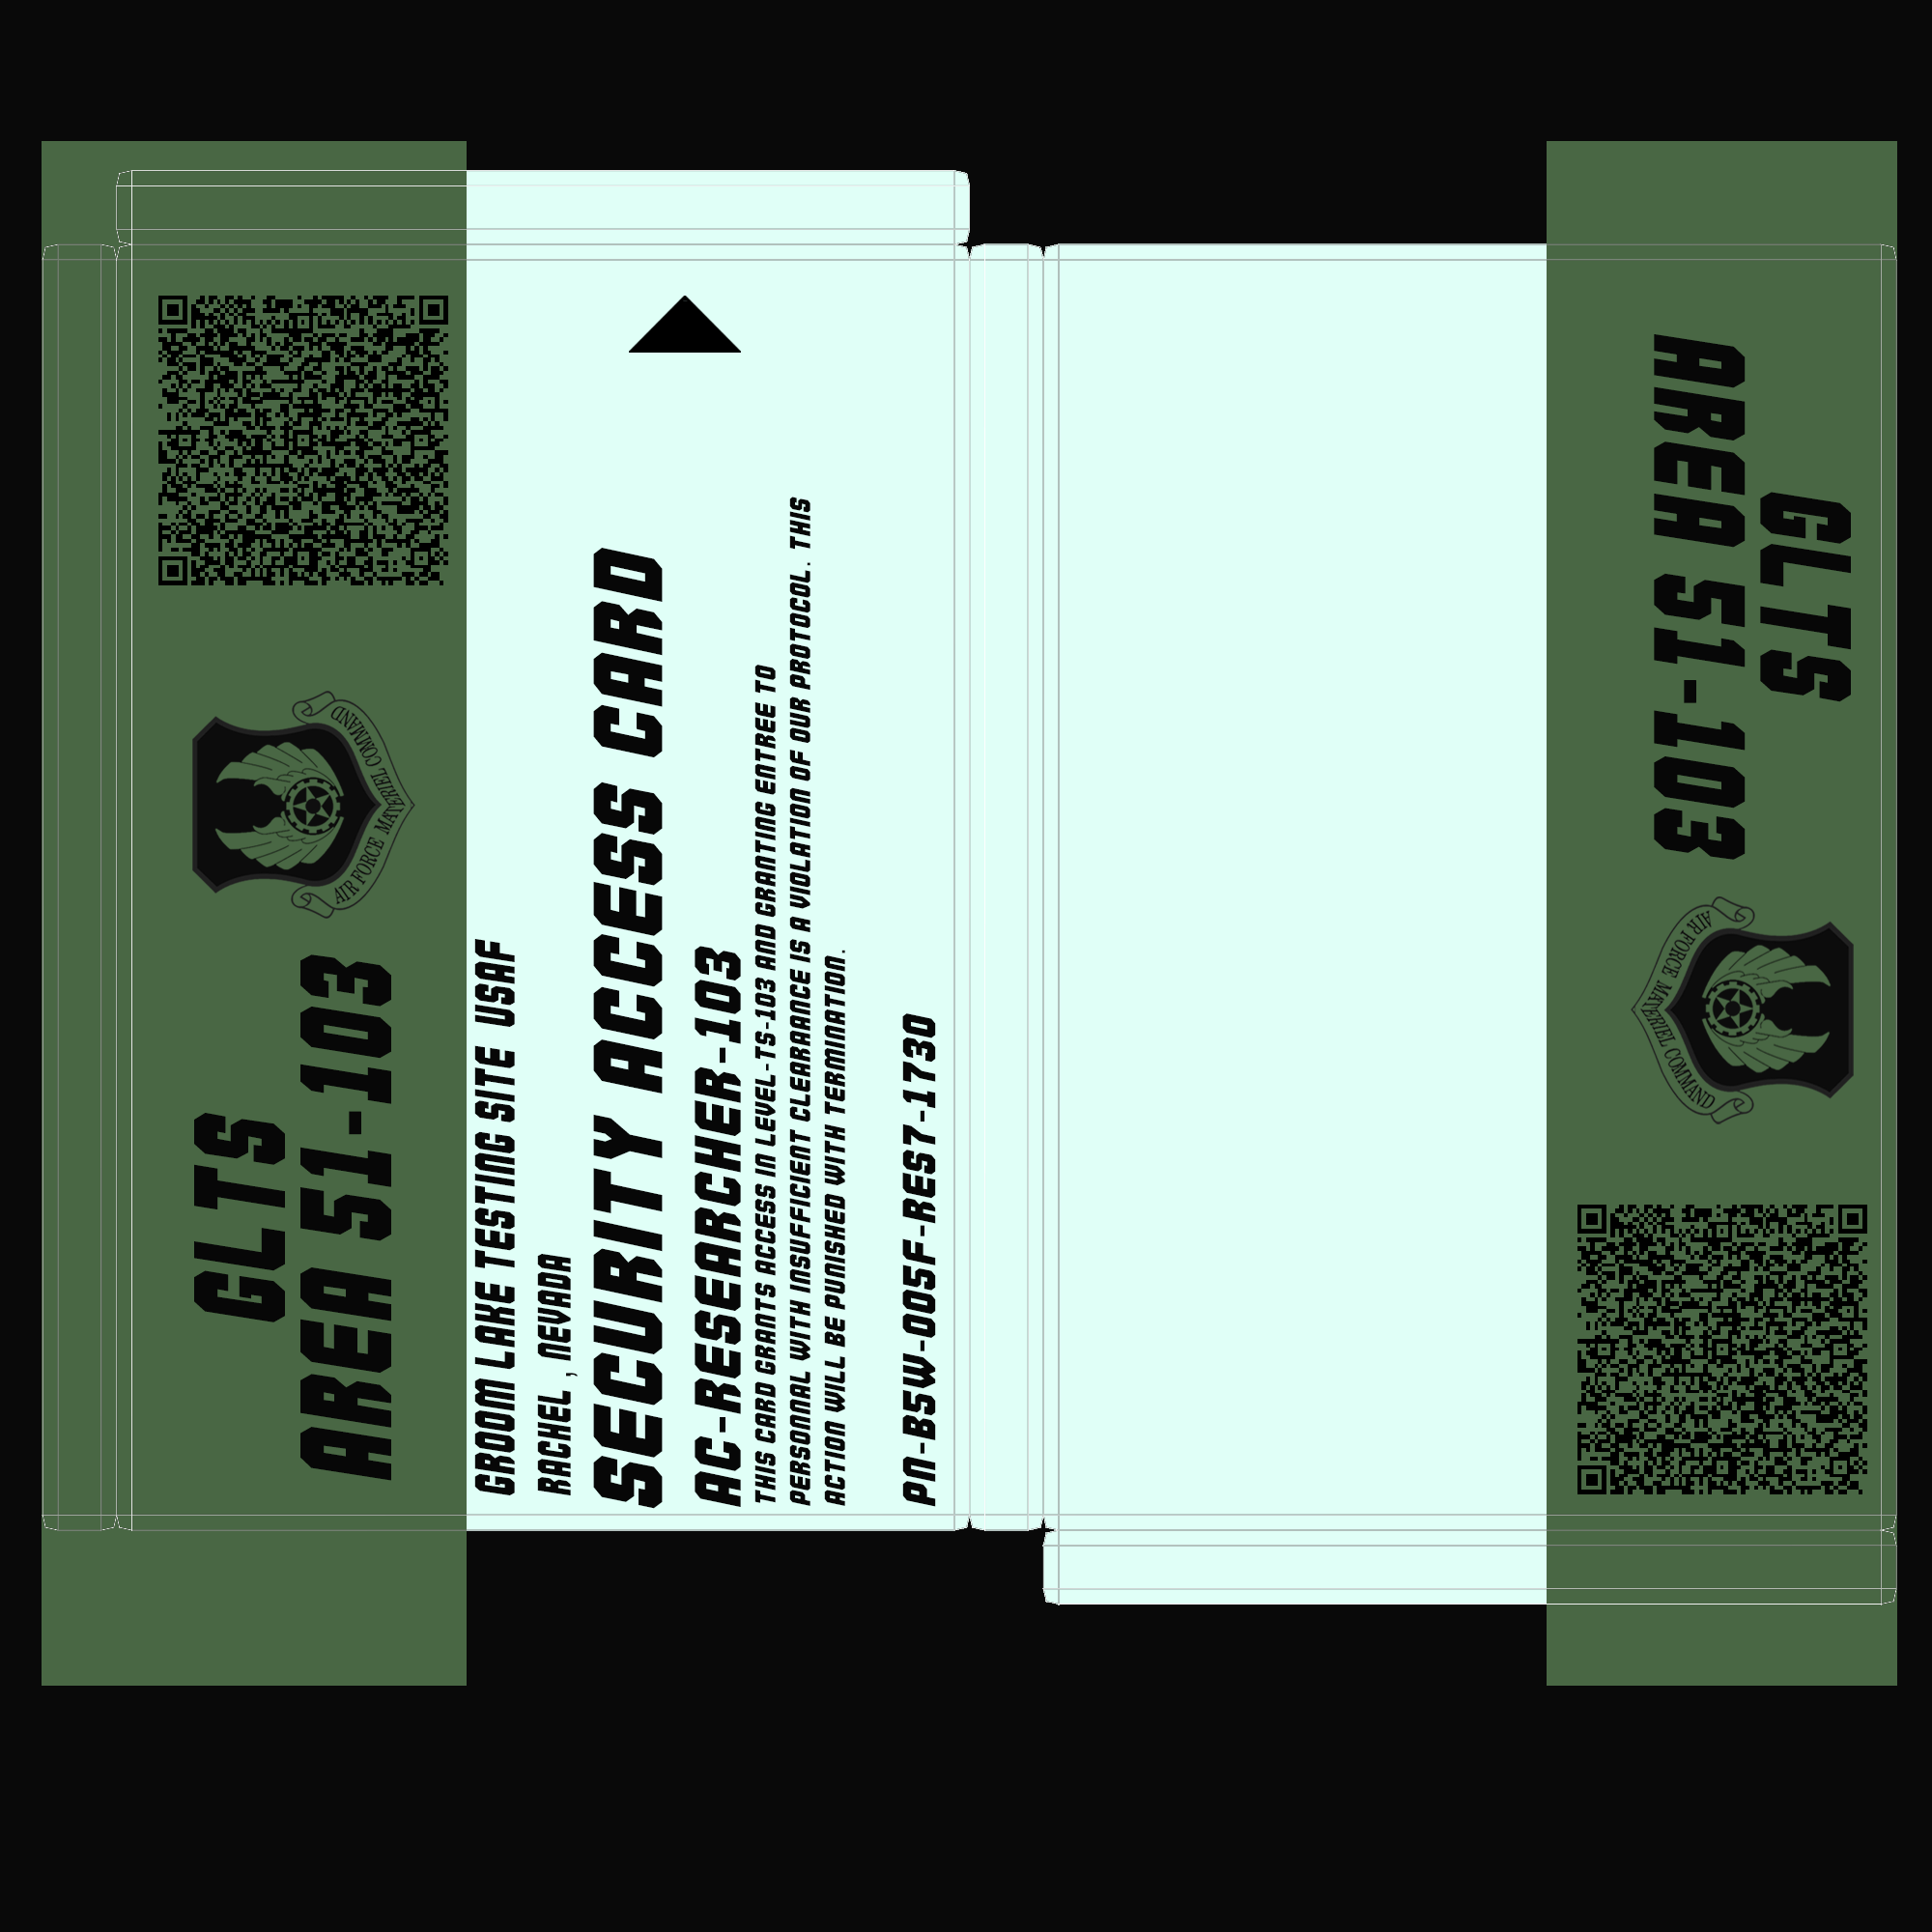 GLTS
AREA 51-103
AIR FORCE MATERIEL COMMAND
GROOM LAKE TESTING SITE USAF
RACHEL , NEVADA
SECURITY ACCESS CARD
AC-RESEARCHER-103
THIS CARD GRANTS ACCESS IN LEVEL-TS-103 AND GRANTING ENTREE TO
PERSONNAL WITH INSUFFICIENT CLEARAANCE IS A VIOLATION OF OUR PROTOCOL. THIS
ACTION WILL BE PUNISHED WITH TERMINATION.
PN-B5W-005F-RES7-1730
GLTS
AREA 51-103
AIR FORCE MATERIEL COMMAND